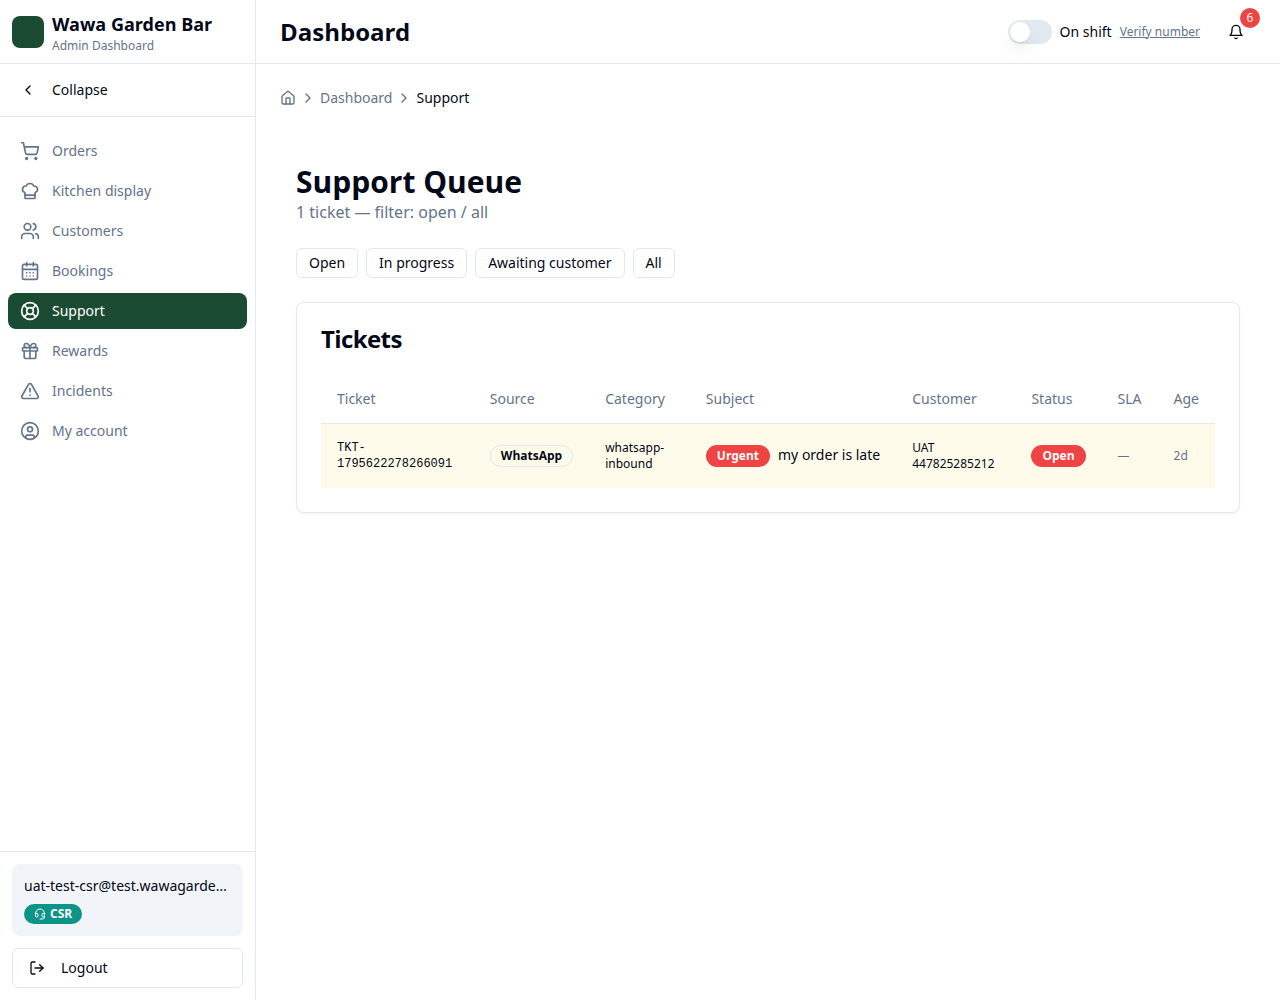 Wawa Garden Bar
Admin Dashboard
Dashboard
On shift
Verify number
6
Collapse
Dashboard
Support
Orders
Kitchen display
Customers
Bookings
Support
Rewards
Incidents
My account
Support Queue
1 ticket — filter: open / all
Open
In progress
Awaiting customer
All
Tickets
Ticket
Source
Category
Subject
Customer
Status
SLA
Age
TKT-
1795622278266091
WhatsApp
whatsapp-
inbound
Urgent
my order is late
UAT
447825285212
Open
—
2d
uat-test-csr@test.wawagarde...
CSR
Logout